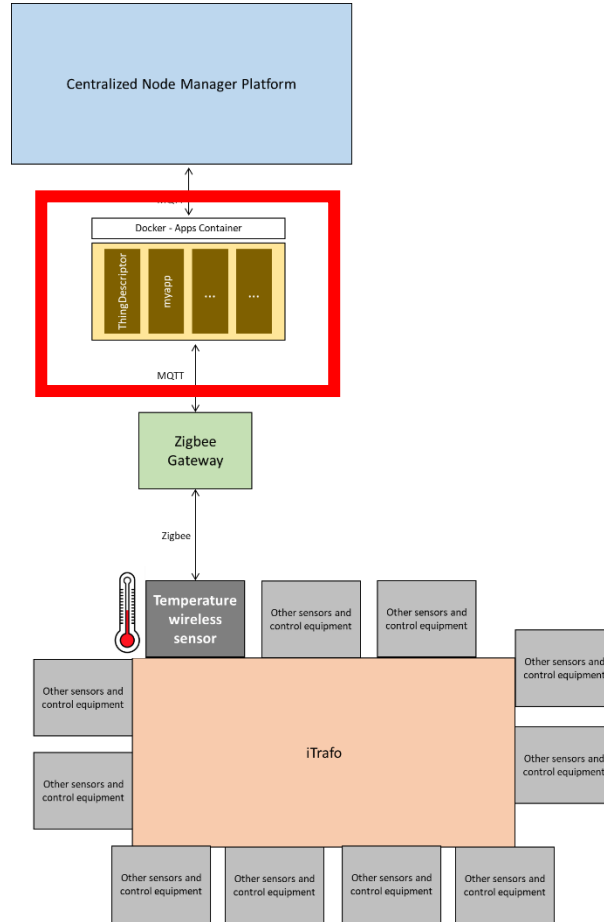 Centralized Node Manager Platform
MQTT
Docker - Apps Container
ThingDescriptor
myapp
...
...
MQTT
Zigbee
Gateway
Zigbee
Temperature
wireless
sensor
Other sensors and
control equipment
Other sensors and
control equipment
Other sensors and
control equipment
Other sensors and
control equipment
iTrafo
Other sensors and
control equipment
Other sensors and
control equipment
Other sensors and
control equipment
Other sensors and
control equipment
Other sensors and
control equipment
Other sensors and
control equipment